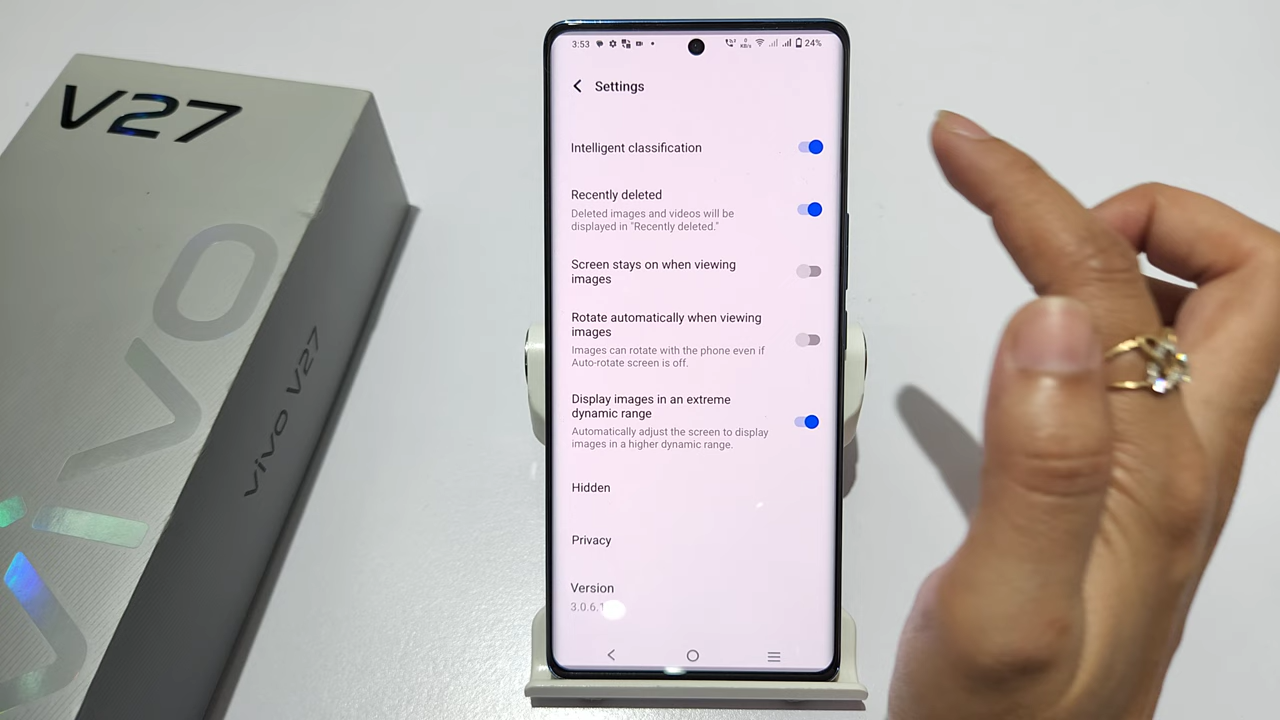 V27
vivo
vivo V27
3:53
24%
Settings
Intelligent classification
Recently deleted
Deleted images and videos will be
displayed in "Recently deleted."
Screen stays on when viewing
images
Rotate automatically when viewing
images
Images can rotate with the phone even if
Auto-rotate screen is off.
Display images in an extreme
dynamic range
Automatically adjust the screen to display
images in a higher dynamic range.
Hidden
Privacy
Version